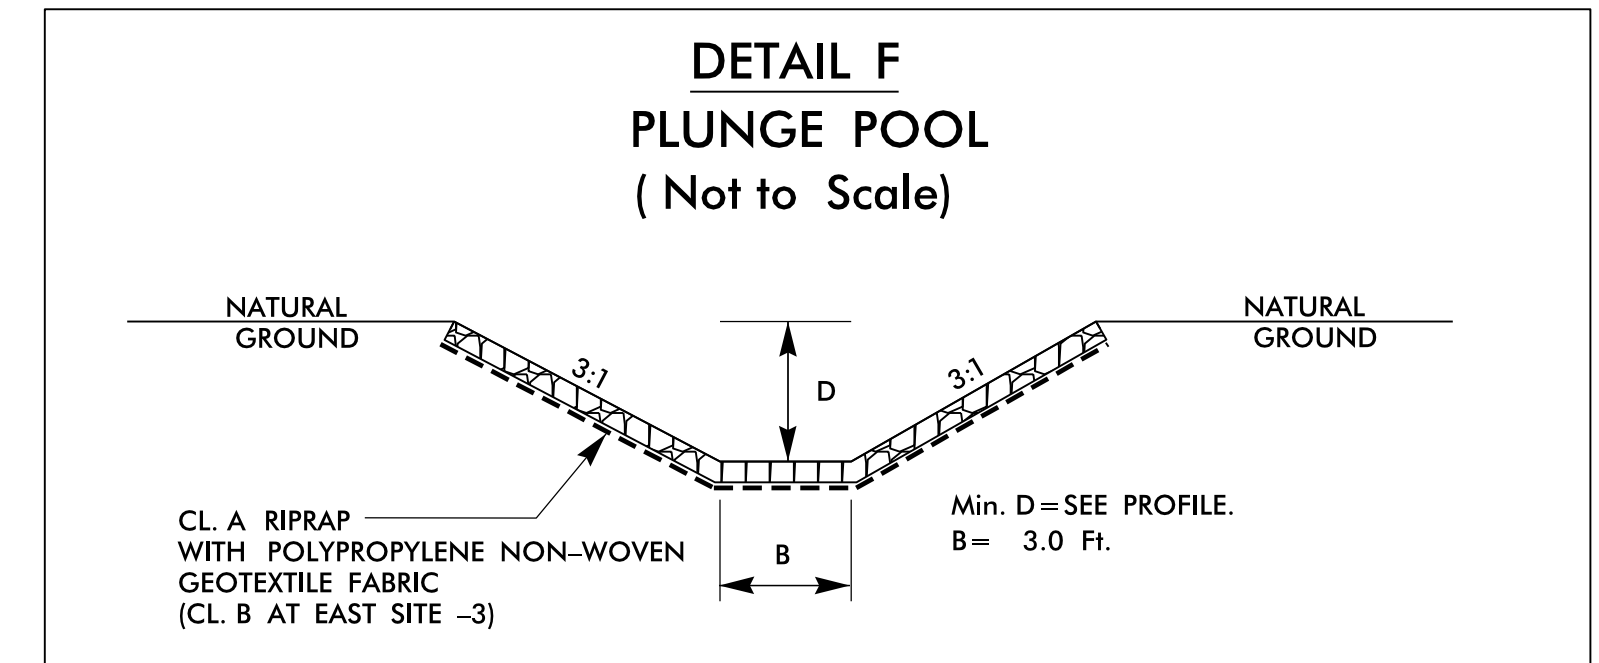 DETAIL F
PLUNGE POOL
( Not to Scale)
NATURAL
GROUND
NATURAL
GROUND
3:1
3:1
D
CL. A RIPRAP
WITH POLYPROPYLENE NON-WOVEN
GEOTEXTILE FABRIC
(CL. B AT EAST SITE -3)
B
Min. D=SEE PROFILE.
B= 3.0 Ft.